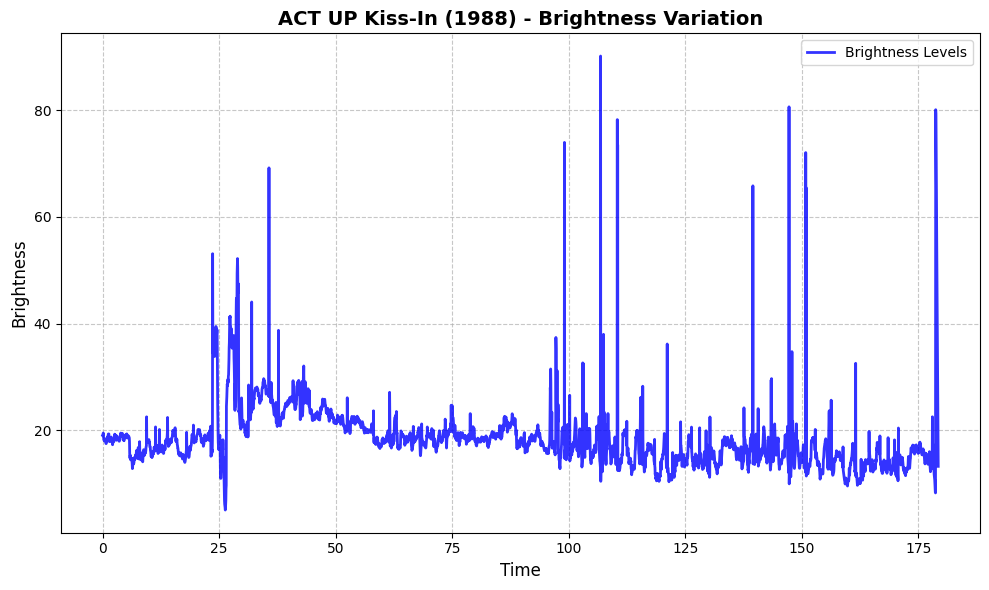 ACT UP Kiss-In (1988) - Brightness Variation
Brightness Levels
Brightness
80
60
40
20
0 25 50 75 100 125 150 175
Time